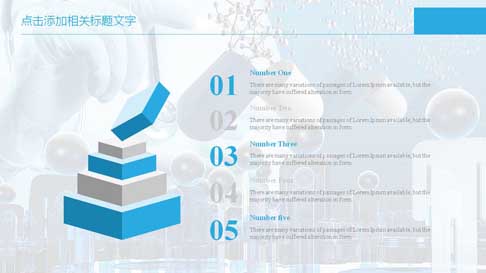 点击添加相关标题文字
01
Number One
There are many variations of passages of Lorem Ipsum available, but the
majority have suffered alteration in form
02
Number Two
There are many variations of passages of Lorem Ipsum available, but the
majority have suffered alteration in form
03
Number Three
There are many variations of passages of Lorem Ipsum available, but the
majority have suffered alteration in form
04
Number Four
There are many variations of passages of Lorem Ipsum available, but the
majority have suffered alteration in form
05
Number five
There are many variations of passages of Lorem Ipsum available, but the
majority have suffered alteration in form